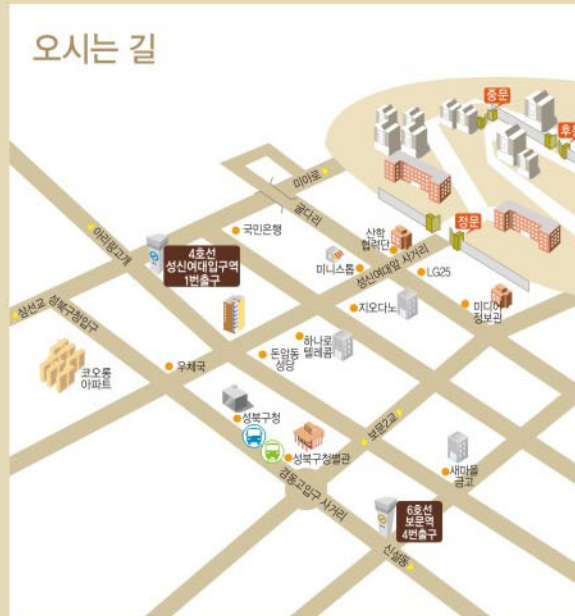 오시는 길
중문
후문
미아로
굴다리
정문
아리랑고개
국민은행
산학
협력단
4호선
성신여대입구역
1번출구
미니스톱
성신여대앞 사거리
LG25
지오다노
미디어
정보관
삼선교
성북구청입구
하나로
텔레콤
돈암동
성당
우체국
코오롱
아파트
성북구청
보문2교
성북구청별관
새마을
금고
경동고입구 사거리
6호선
보문역
4번출구
신설동